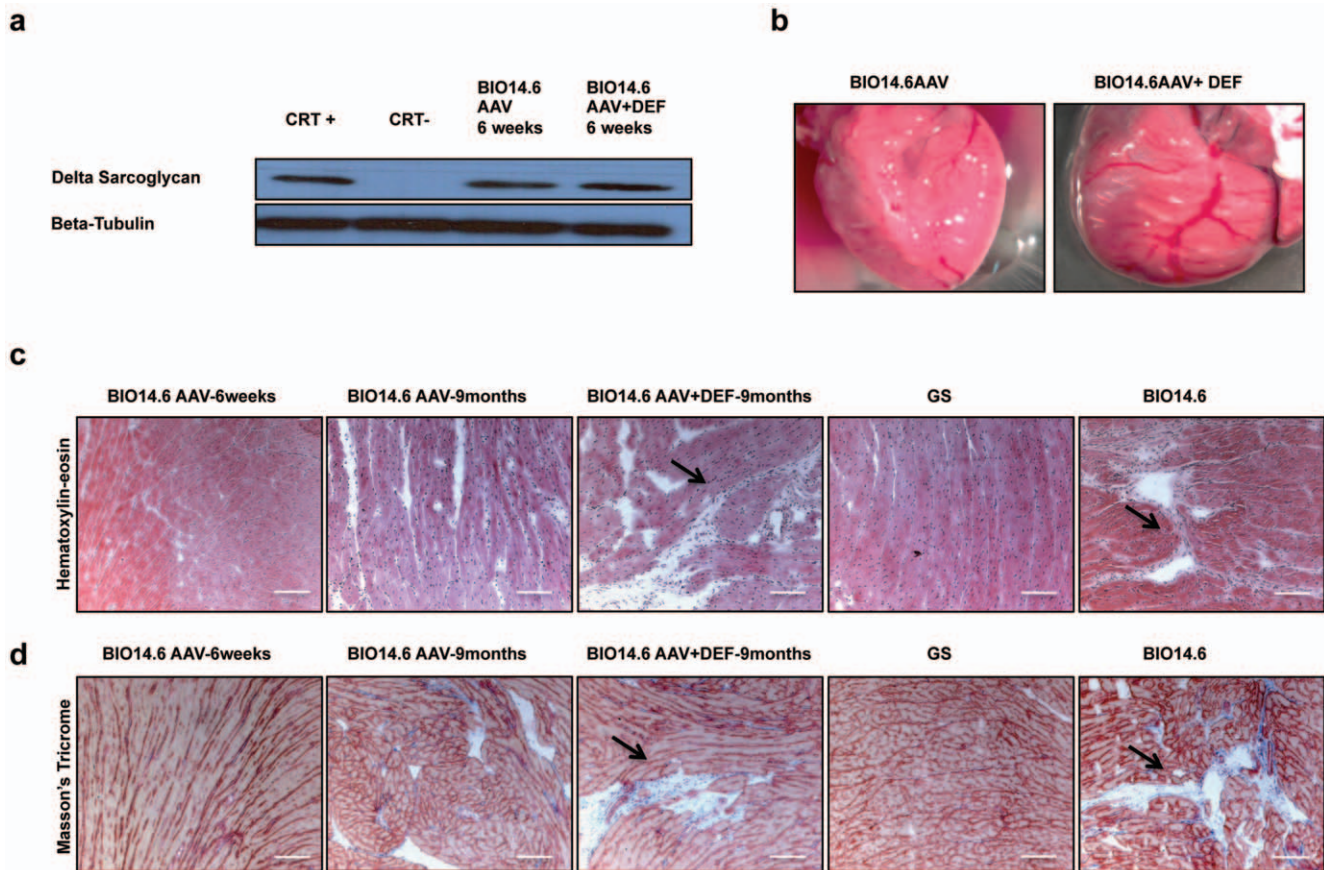 a
b
CRT +
CRT-
BIO14.6
AAV
6 weeks
BIO14.6
AAV+DEF
6 weeks
Delta Sarcoglycan
Beta-Tubulin
BIO14.6AAV
BIO14.6AAV+ DEF
c
BIO14.6 AAV-6weeks
BIO14.6 AAV-9months
BIO14.6 AAV+DEF-9months
GS
BIO14.6
Hematoxylin-eosin
d
BIO14.6 AAV-6weeks
BIO14.6 AAV-9months
BIO14.6 AAV+DEF-9months
GS
BIO14.6
Masson's Tricrome